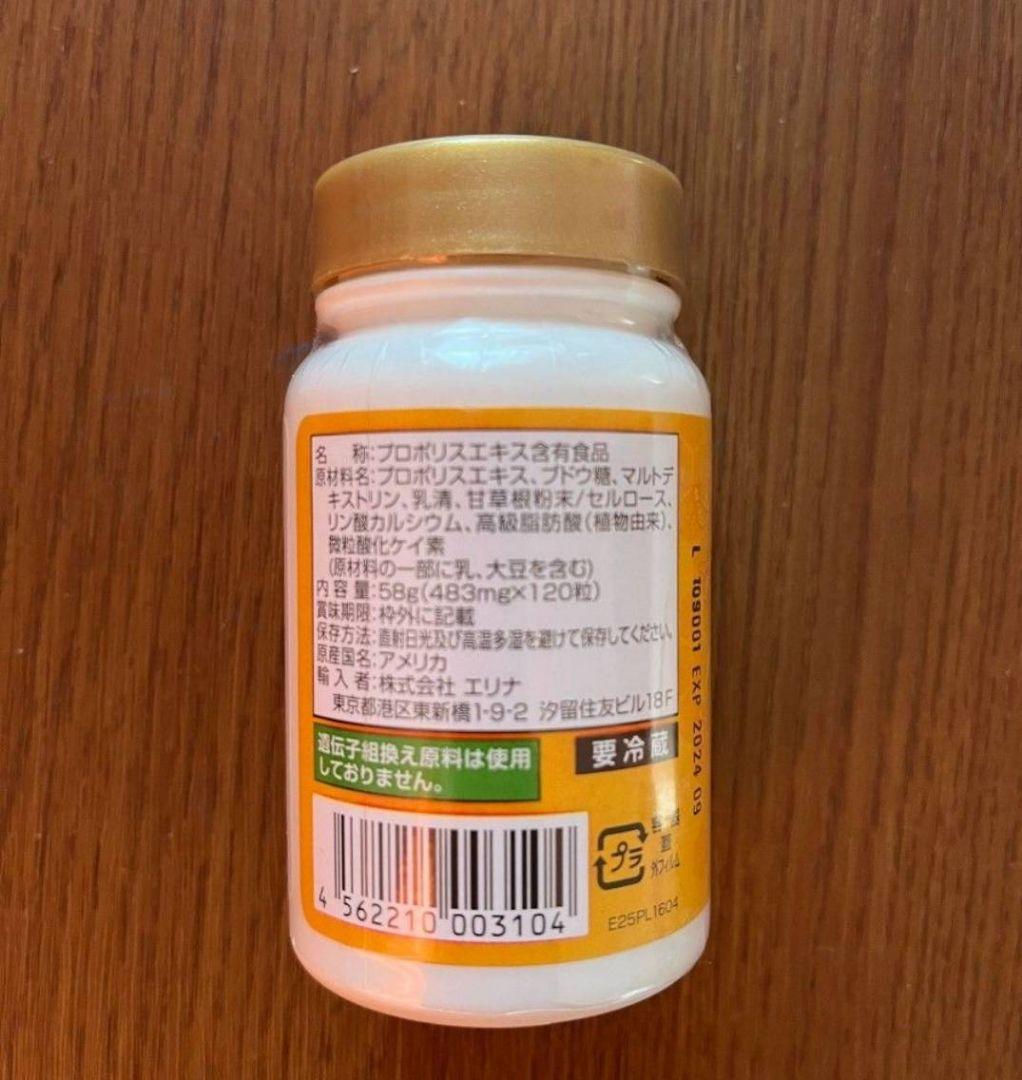 名 称:プロポリスエキス含有食品
原材料名:プロポリスエキス、ブドウ糖、マルトデ
キストリン、乳清、甘草根粉末/セルロース、
リン酸カルシウム、高級脂肪酸(植物由来)、
微粒酸化ケイ素
(原材料の一部に乳、大豆を含む)
内 容 量:58g(483mg×120粒)
賞味期限:枠外に記載
保存方法:直射日光及び高温多湿を避けて保存してください。
原産国名:アメリカ
輸 入 者:株式会社 エリナ
東京都港区東新橋1-9-2 汐留住友ビル18F
遺伝子組換え原料は使用
しておりません。
要冷蔵
4 562210 003104
プラ
外フィルム
E25PL1604
L 109001 EXP 2024 09